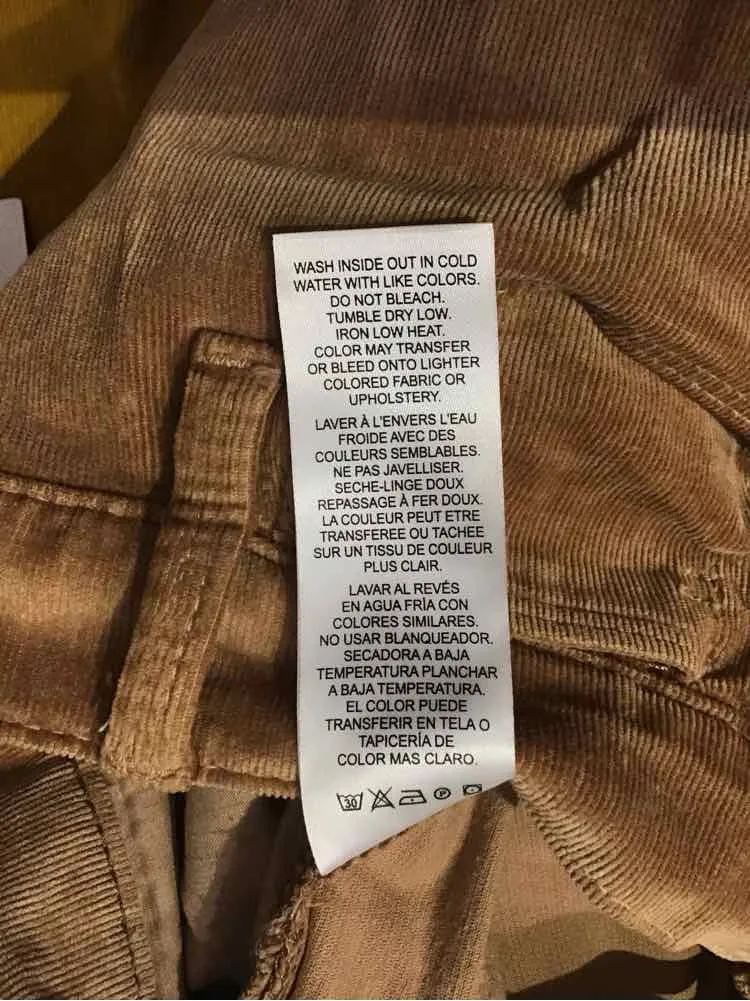 WASH INSIDE OUT IN COLD
WATER WITH LIKE COLORS.
DO NOT BLEACH.
TUMBLE DRY LOW.
IRON LOW HEAT.
COLOR MAY TRANSFER
OR BLEED ONTO LIGHTER
COLORED FABRIC OR
UPHOLSTERY.
LAVER À L'ENVERS L'EAU
FROIDE AVEC DES
COULEURS SEMBLABLES.
NE PAS JAVELLISER.
SECHE-LINGE DOUX
REPASSAGE À FER DOUX.
LA COULEUR PEUT ETRE
TRANSFEREE OU TACHEE
SUR UN TISSU DE COULEUR
PLUS CLAIR.
LAVAR AL REVÉS
EN AGUA FRÍA CON
COLORES SIMILARES.
NO USAR BLANQUEADOR.
SECADORA A BAJA
TEMPERATURA PLANCHAR
A BAJA TEMPERATURA.
EL COLOR PUEDE
TRANSFERIR EN TELA O
TAPICERÍA DE
COLOR MAS CLARO.
30 P